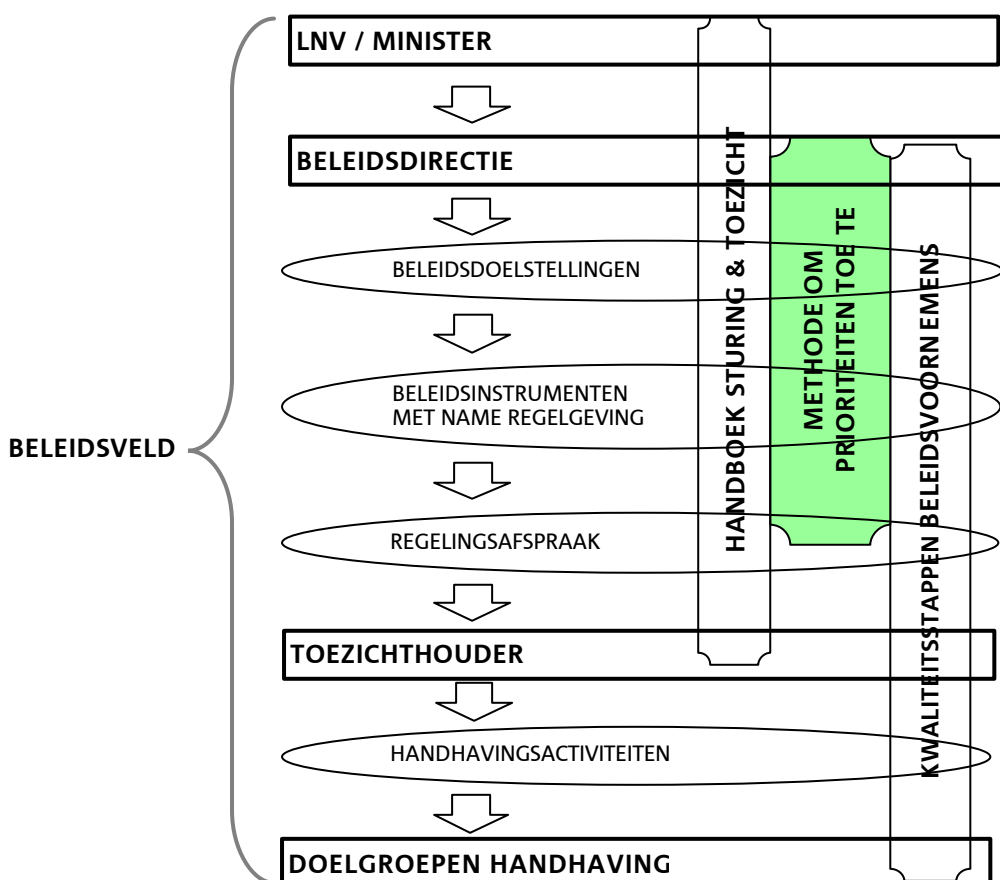 LNV / MINISTER
BELEIDSDIRECTIE
BELEIDSDOELSTELLINGEN
BELEIDSINSTRUMENTEN
MET NAME REGELGEVING
BELEIDSVELD
REGELINGSAFSPRAAK
TOEZICHTHOUDER
HANDHAVINGSACTIVITEITEN
DOELGROEPEN HANDHAVING
HANDBOEK STURING & TOEZICHT
METHODE OM
PRIORITEITEN TOE TE
KWALITEITSSTAPPEN BELEIDSVOORNEMENS